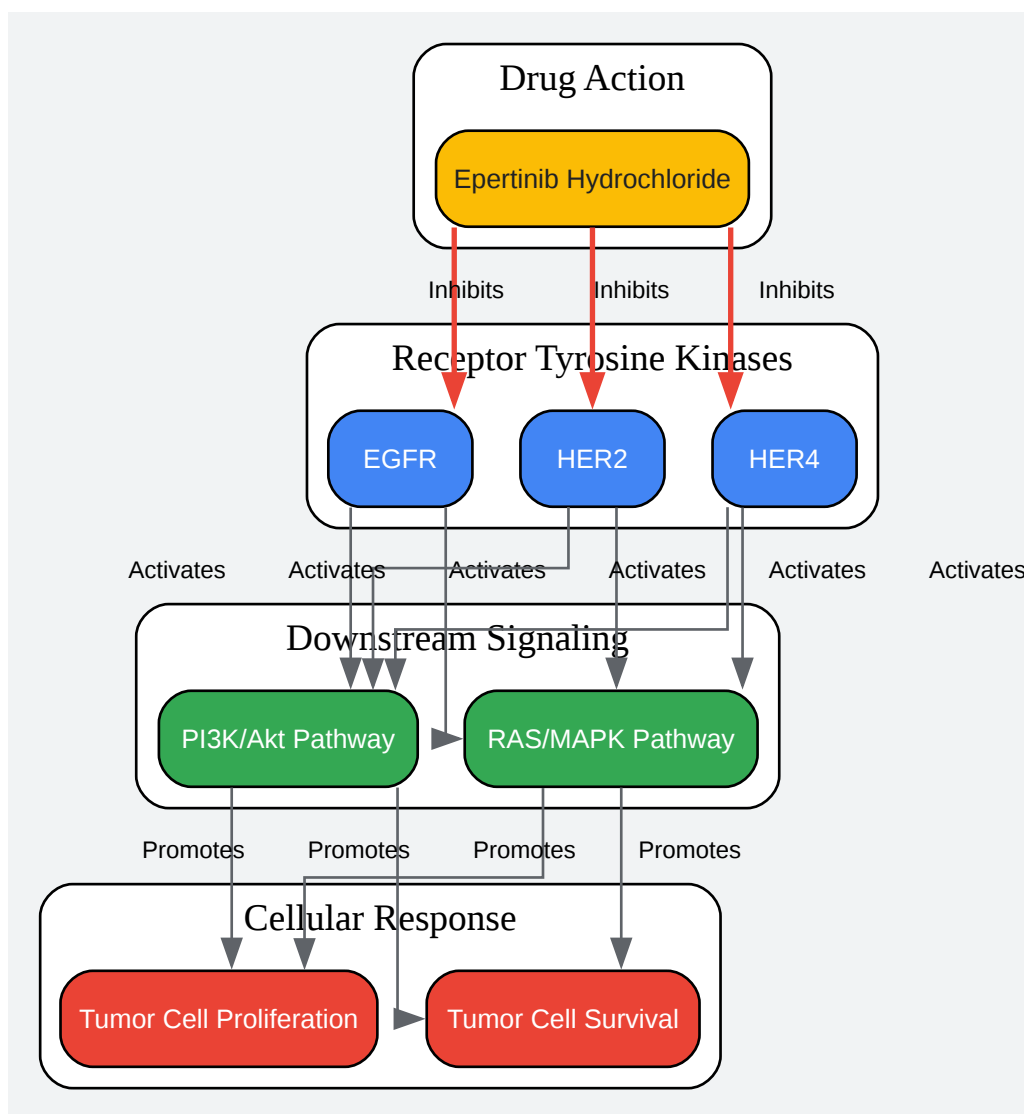 Drug Action
Epertinib Hydrochloride
Inhibits Inhibits Inhibits
Receptor Tyrosine Kinases
EGFR HER2 HER4
Activates Activates Activates Activates Activates Activates
Downstream Signaling
PI3K/Akt Pathway RAS/MAPK Pathway
Promotes Promotes Promotes Promotes
Cellular Response
Tumor Cell Proliferation Tumor Cell Survival